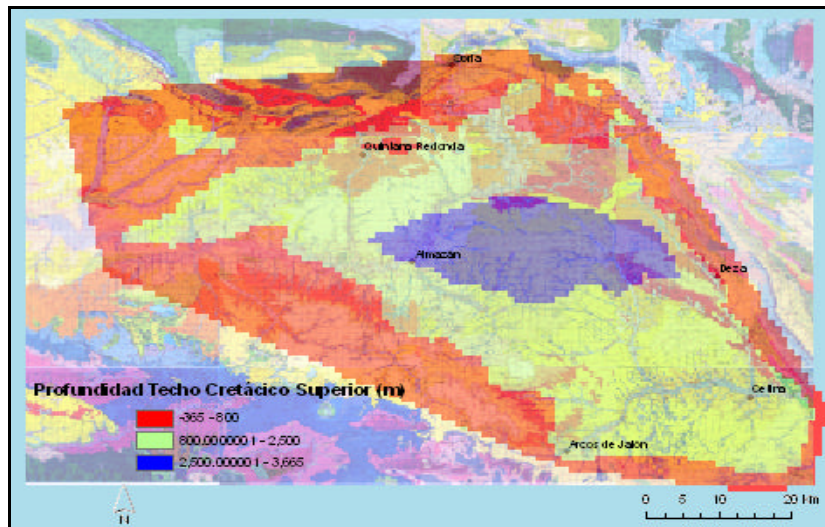 Soria
Quintana Redonda
Almazán
Deza
Cetina
Profundidad Techo Cretácico Superior (m)
-365 - 800
800,000000 1 - 2,500
2,500.00000 1 - 3,665
Arcos de Jalón
0 5 10 20 km
N